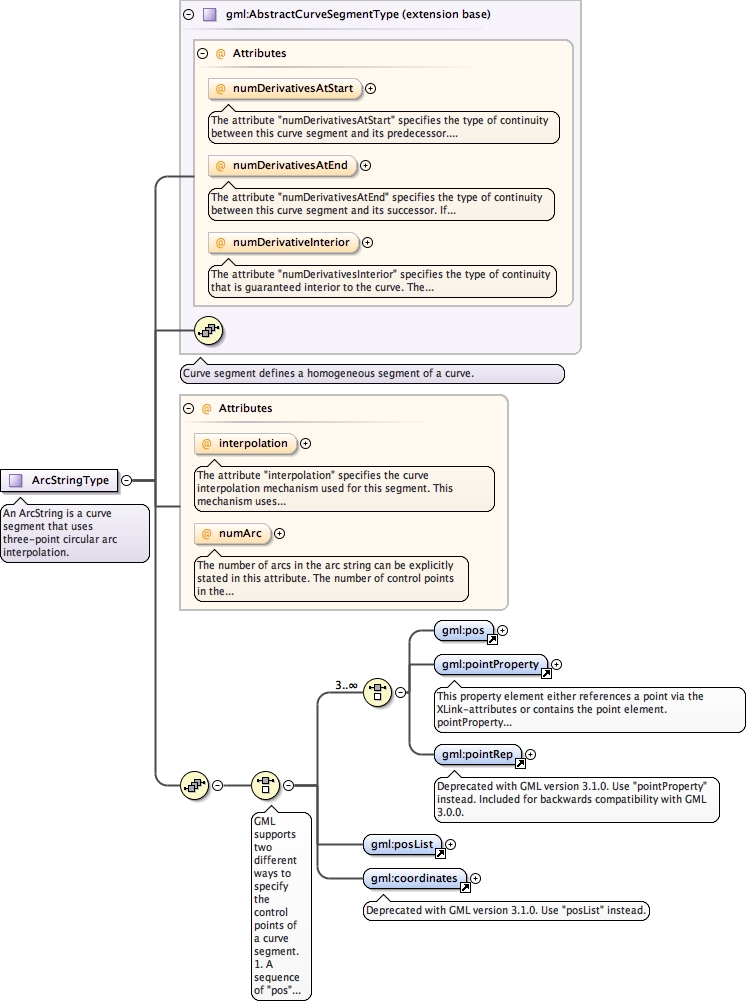 gml:AbstractCurveSegmentType (extension base)
@ Attributes
@ numDerivativesAtStart
The attribute "numDerivativesAtStart" specifies the type of continuity
between this curve segment and its predecessor....
@ numDerivativesAtEnd
The attribute "numDerivativesAtEnd" specifies the type of continuity
between this curve segment and its successor. If...
@ numDerivativeInterior
The attribute "numDerivativesInterior" specifies the type of continuity
that is guaranteed interior to the curve. The...
Curve segment defines a homogeneous segment of a curve.
@ Attributes
@ interpolation
The attribute "interpolation" specifies the curve
interpolation mechanism used for this segment. This
mechanism uses...
@ numArc
The number of arcs in the arc string can be explicitly
stated in this attribute. The number of control points
in the...
ArcStringType
An ArcString is a curve
segment that uses
three-point circular arc
interpolation.
gml:pos
3..∞
gml:pointProperty
This property element either references a point via the
XLink-attributes or contains the point element.
pointProperty...
gml:pointRep
Deprecated with GML version 3.1.0. Use "pointProperty"
instead. Included for backwards compatibility with GML
3.0.0.
GML
supports
two
different
ways to
specify
the
control
points of
a curve
segment.
1. A
sequence
of "pos"...
gml:posList
gml:coordinates
Deprecated with GML version 3.1.0. Use "posList" instead.